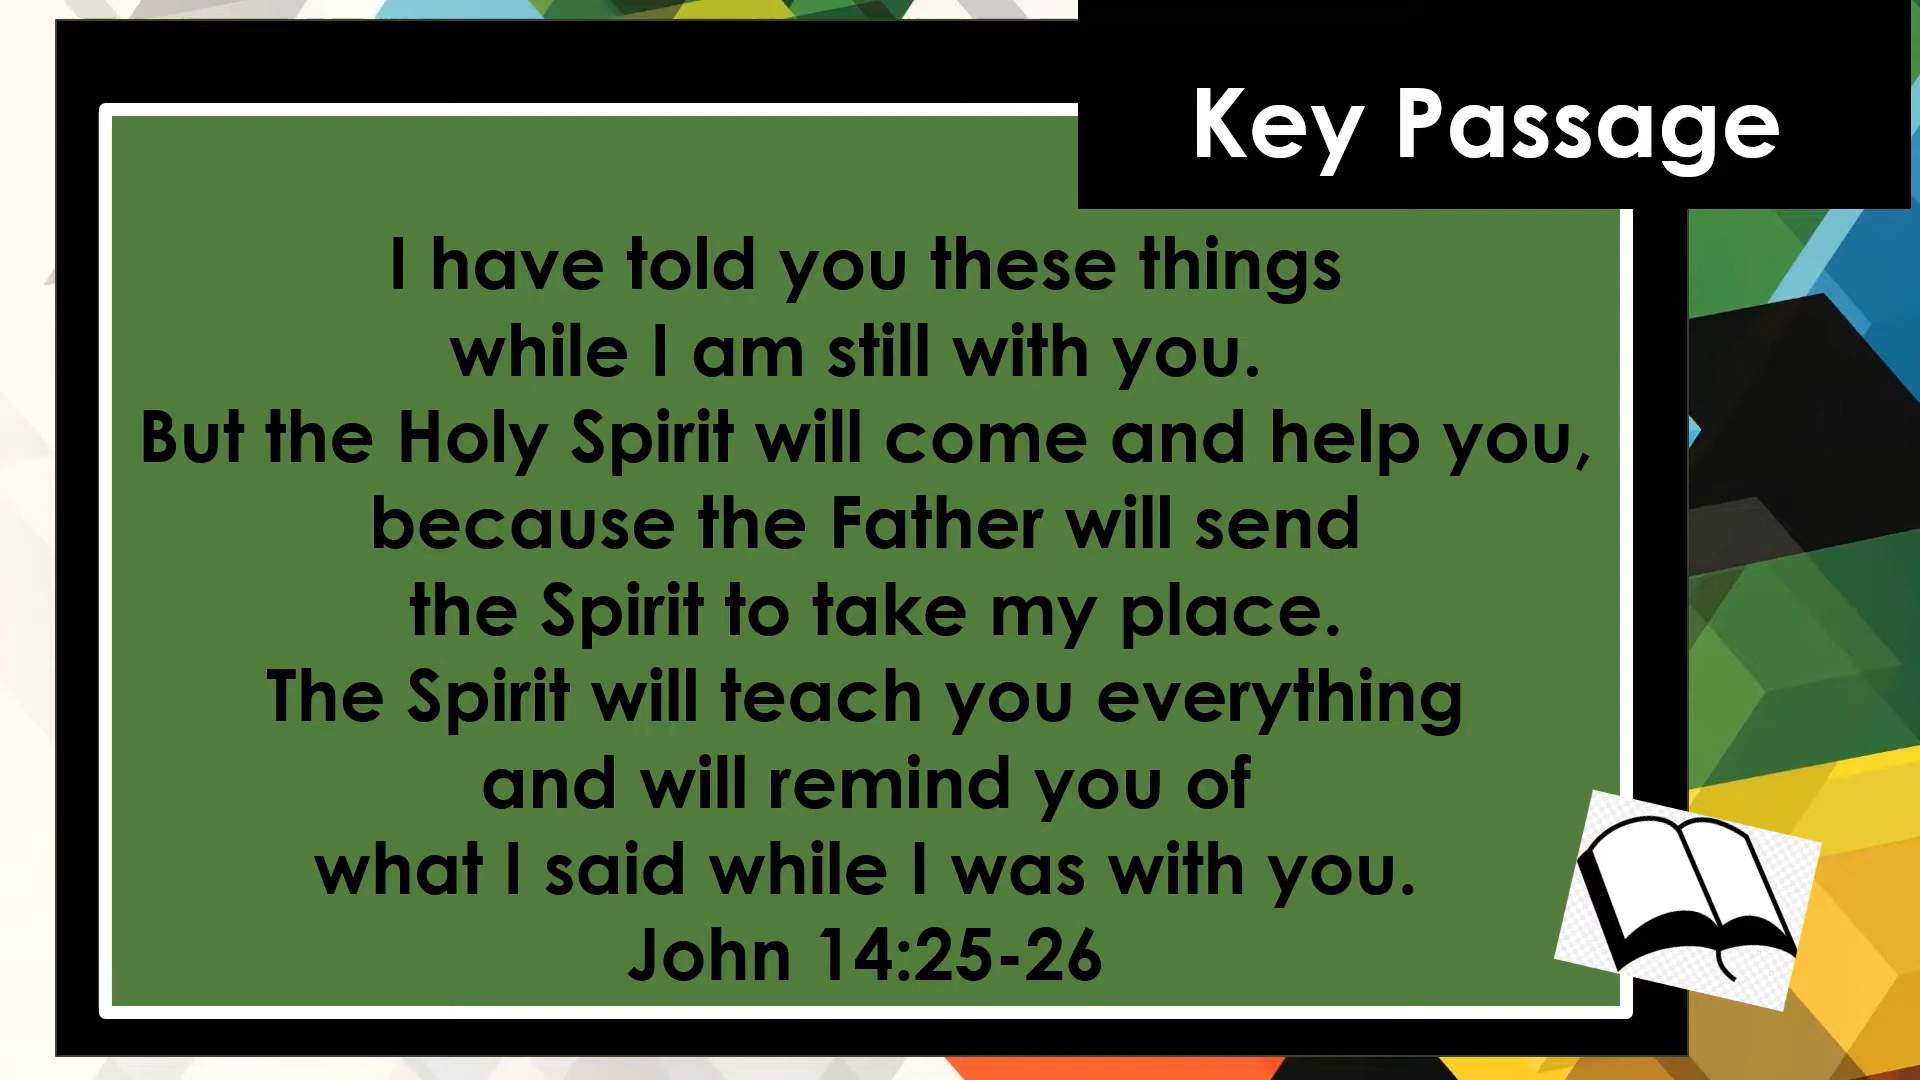 Key Passage
I have told you these things
while I am still with you.
But the Holy Spirit will come and help you,
because the Father will send
the Spirit to take my place.
The Spirit will teach you everything
and will remind you of
what I said while I was with you.
John 14:25-26